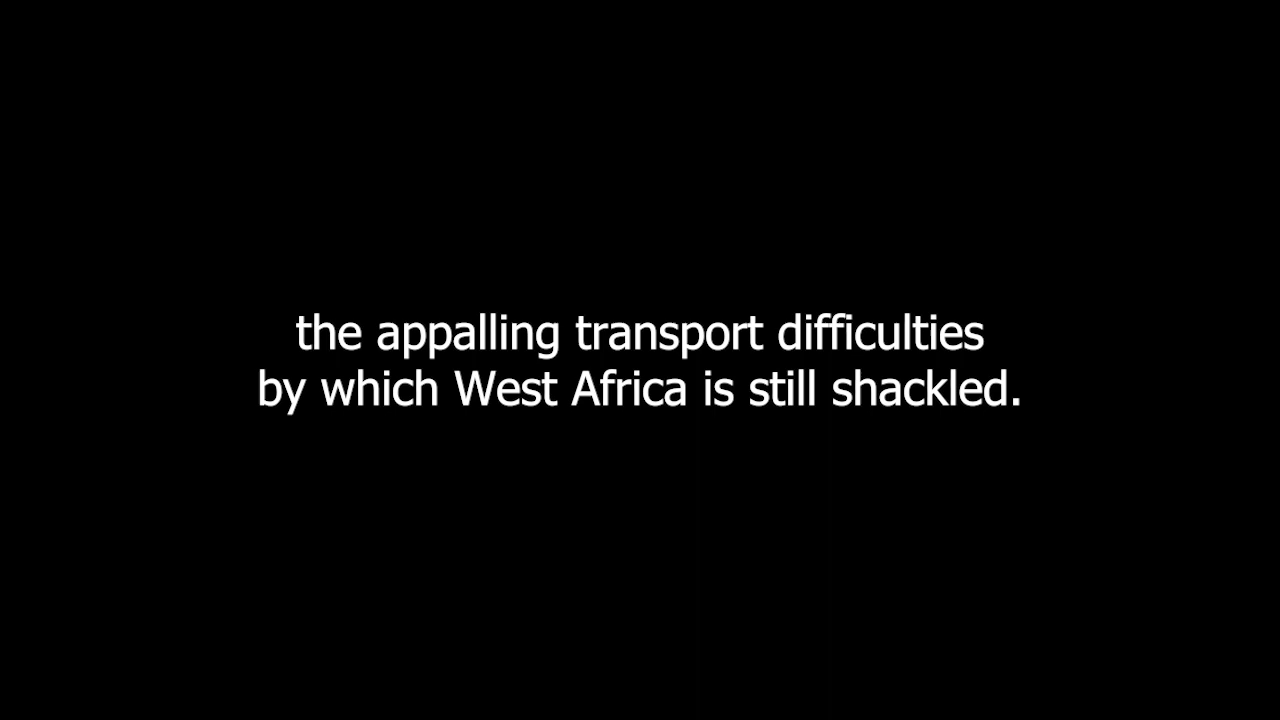 the appalling transport difficulties
by which West Africa is still shackled.